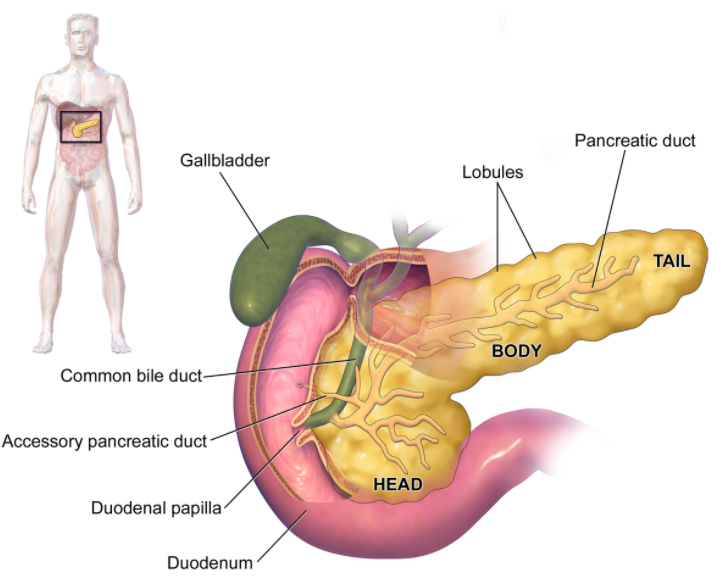 Pancreatic duct
Gallbladder
Lobules
TAIL
BODY
Common bile duct
Accessory pancreatic duct
HEAD
Duodenal papilla
Duodenum